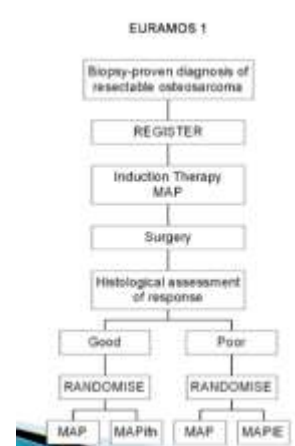 EURAMOS 1
Biopsy-proven diagnosis of
resectable osteosarcoma
REGISTER
Induction Therapy
MAP
Surgery
Histological assessment
of response
Good
Poor
RANDOMISE
RANDOMISE
MAP
MAPifn
MAP
MAPIE